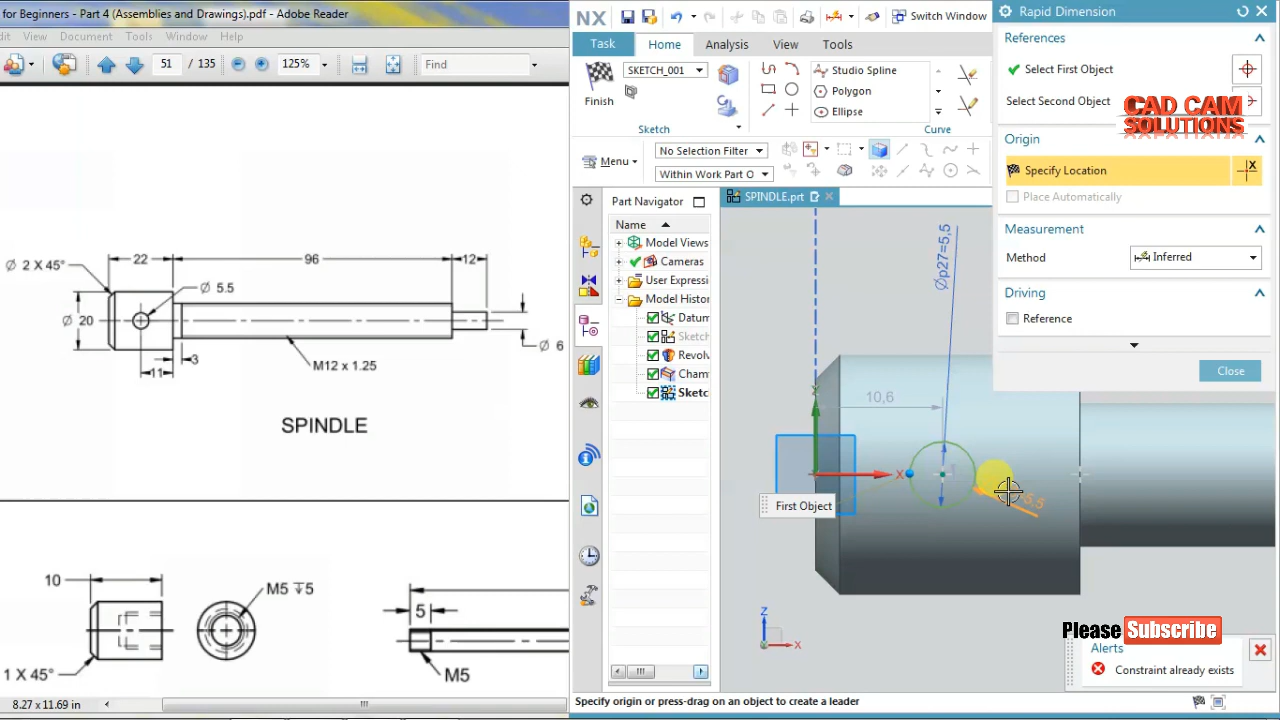 for Beginners - Part 4 (Assemblies and Drawings).pdf - Adobe Reader
View Document Tools Window Help
51 / 135 125% Find
22 96 12
Ø 2 X 45°
Ø 5.5
Ø 20
3
11
M12 x 1.25
Ø 6
SPINDLE
10
M5 ↧5
5
1 X 45°
M5
8.27 x 11.69 in
NX Switch Window
Task Home Analysis View Tools
SKETCH_001
Finish
Studio Spline
Polygon
Ellipse
Sketch
Curve
Menu
No Selection Filter
Within Work Part O
Part Navigator
Name
Model Views
Cameras
User Expressi
Model Histor
Datum
Sketch
Revolv
Cham
Sketc
SPINDLE.prt
Øp27=5,5
10,6
Y
X
First Object
Z
X
Specify origin or press-drag on an object to create a leader
Rapid Dimension
References
Select First Object
Select Second Object
CAD CAM
SOLUTIONS
Origin
Specify Location
Place Automatically
Measurement
Method Inferred
Driving
Reference
Close
Please Subscribe
Alerts
Constraint already exists